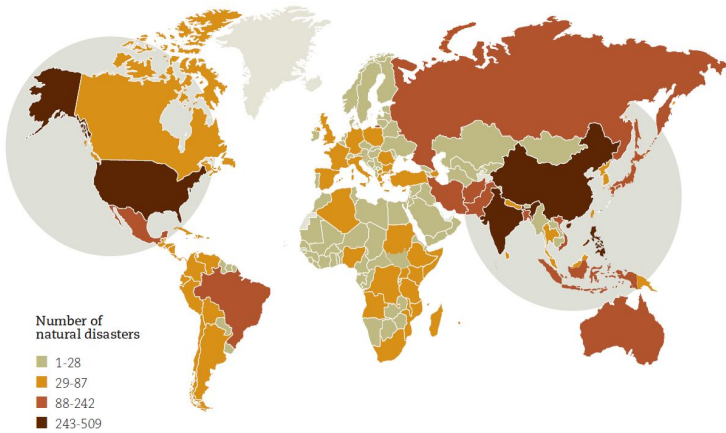 Number of
natural disasters
1-28
29-87
88-242
243-509